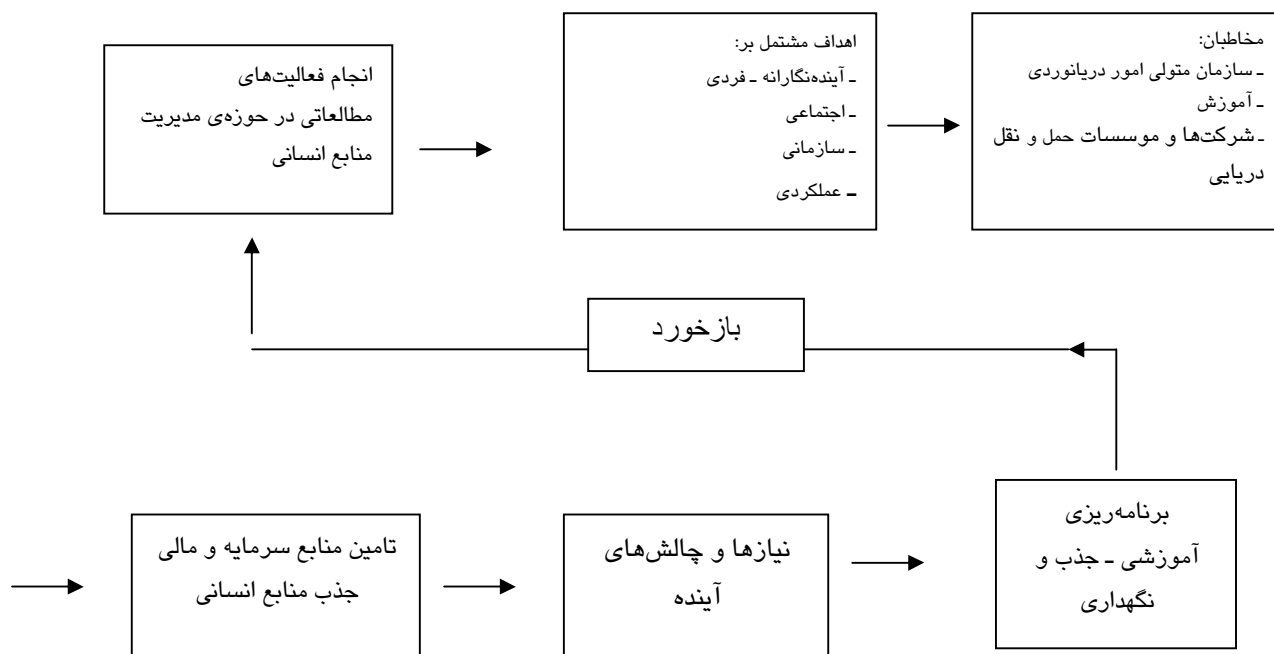 انجام فعالیت‌های
مطالعاتی در حوزه‌ی مدیریت
منابع انسانی
اهداف مشتمل بر:
ـ آینده‌نگارانه ـ فردی
ـ اجتماعی
ـ سازمانی
ـ عملکردی
مخاطبان:
ـ سازمان متولی امور دریانوردی
ـ آموزش
ـ شرکت‌ها و موسسات حمل و نقل
دریایی
بازخورد
تامین منابع سرمایه و مالی
جذب منابع انسانی
نیازها و چالش‌های
آینده
برنامه‌ریزی
آموزشی ـ جذب و
نگهداری